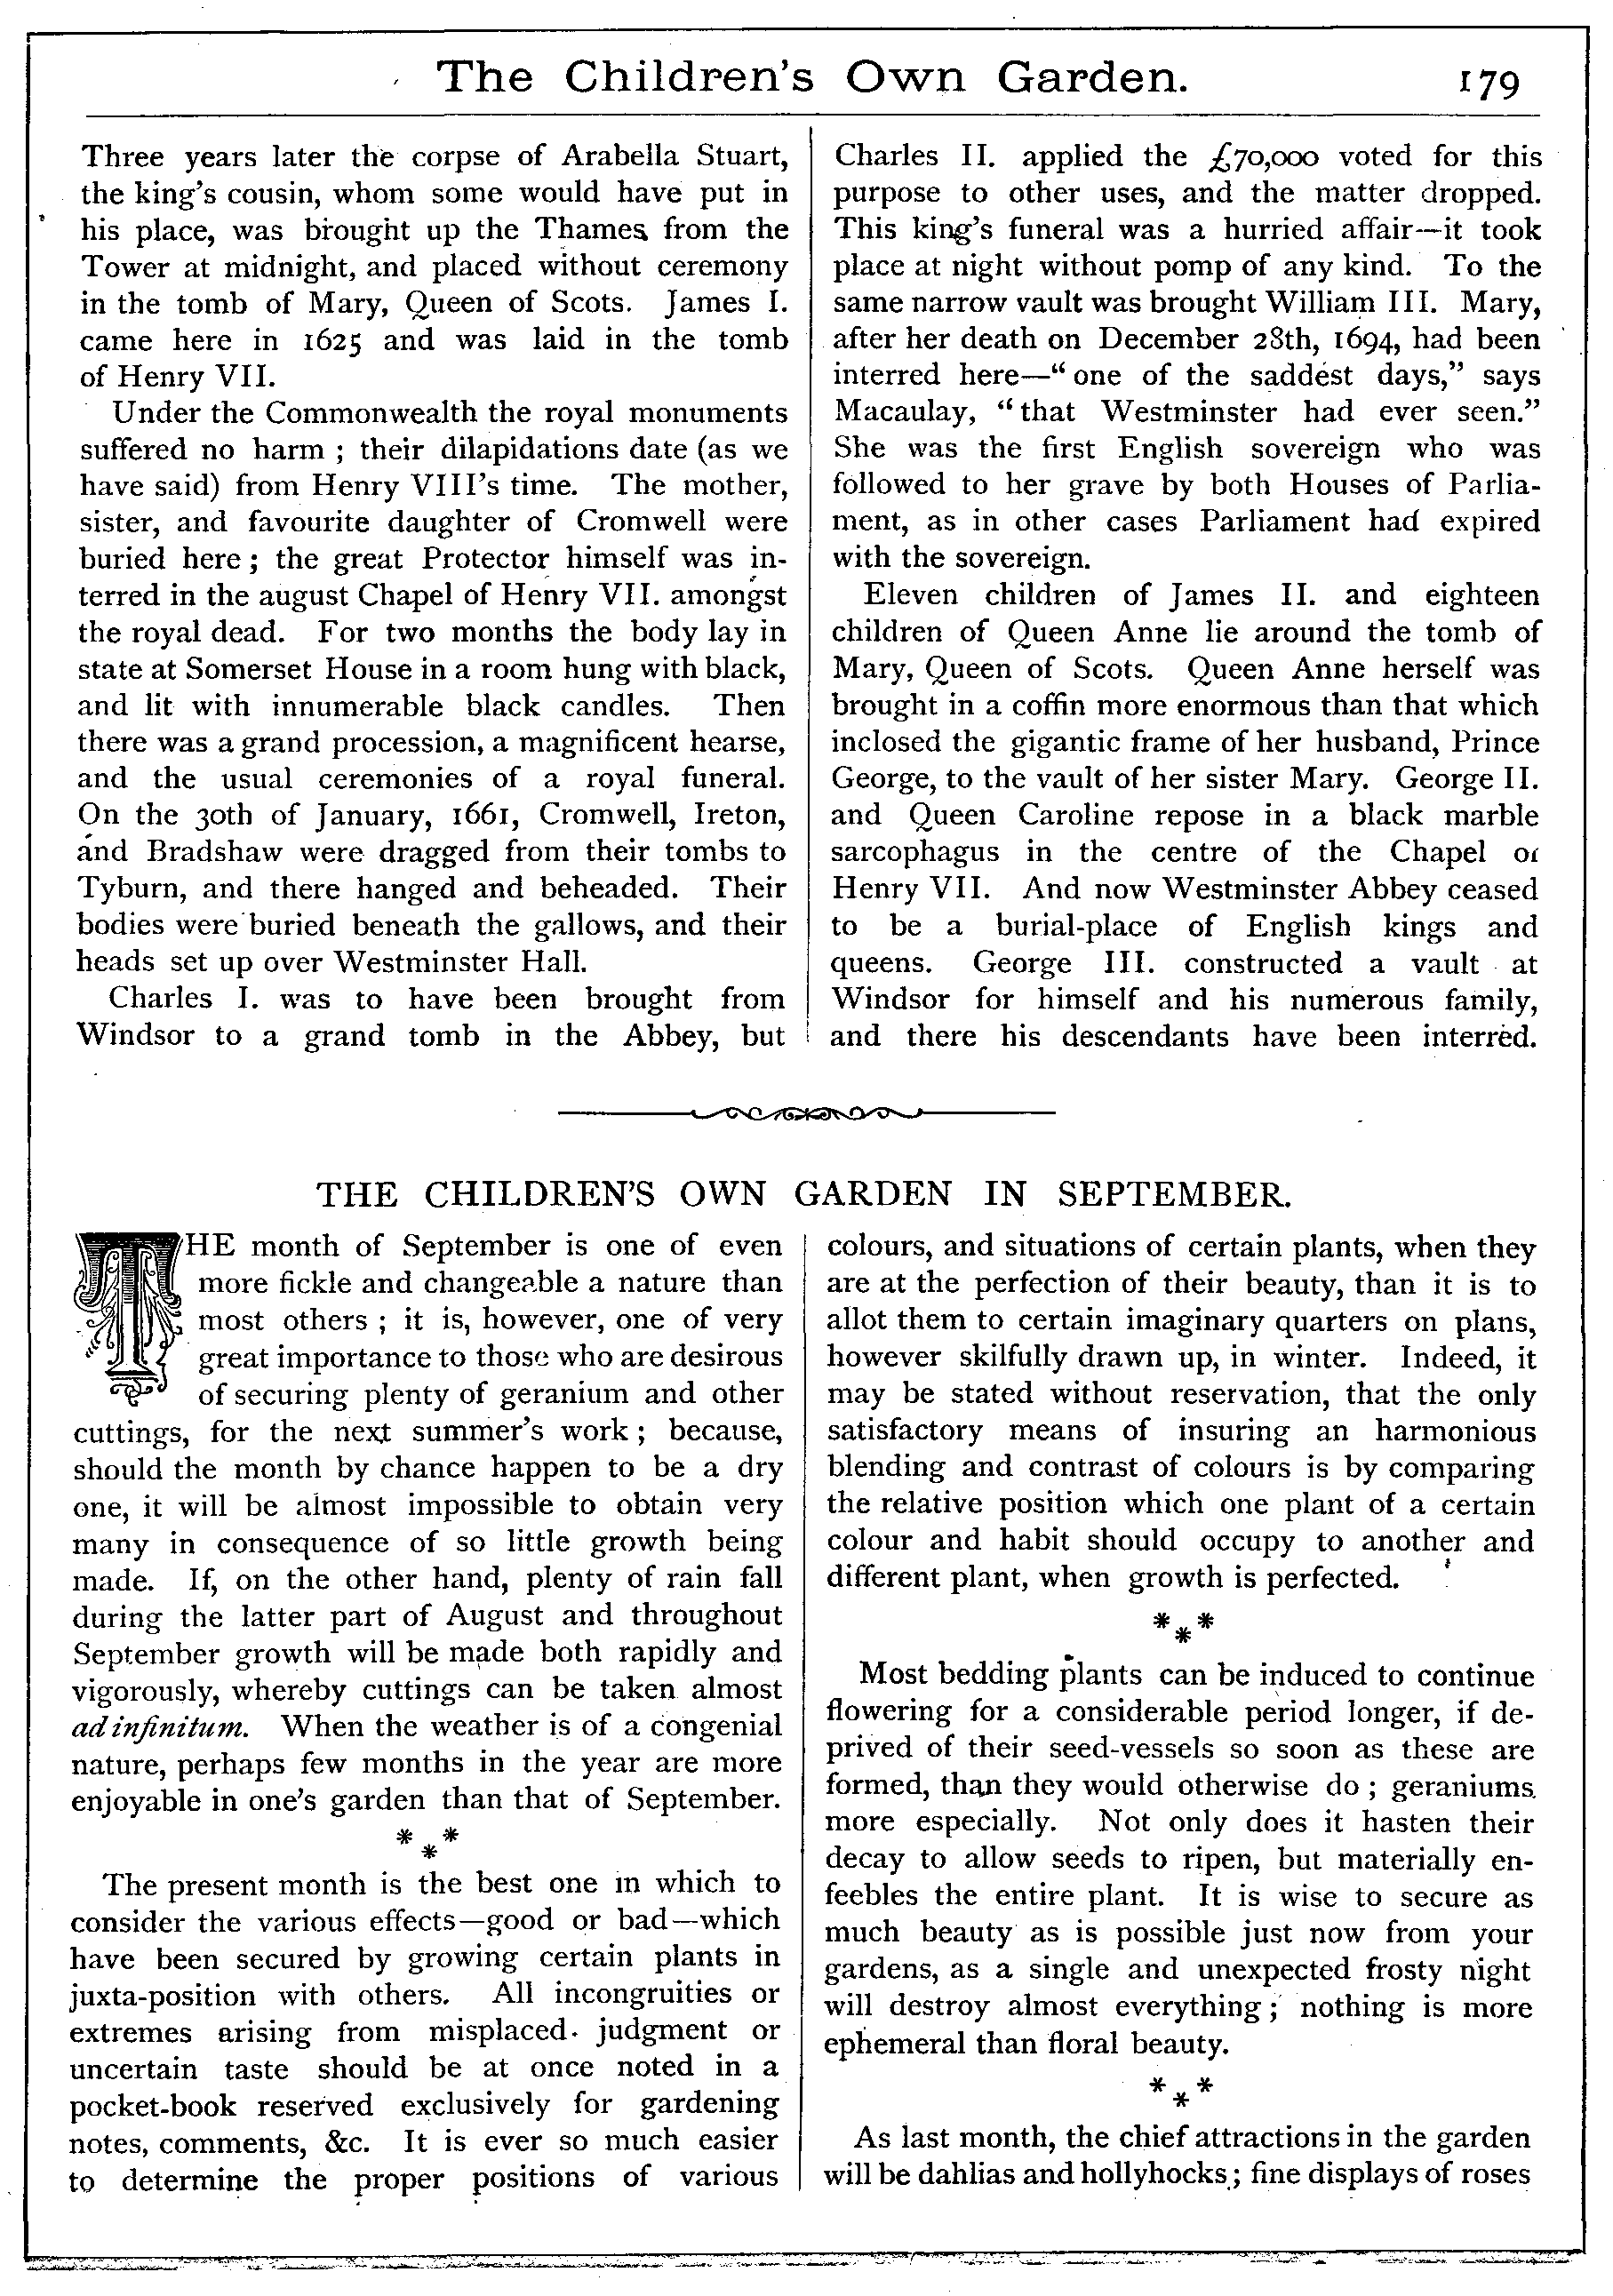 The Children's Own Garden. 179
Three years later the corpse of Arabella Stuart,
the king's cousin, whom some would have put in
his place, was brought up the Thames from the
Tower at midnight, and placed without ceremony
in the tomb of Mary, Queen of Scots. James I.
came here in 1625 and was laid in the tomb
of Henry VII.
Under the Commonwealth the royal monuments
suffered no harm ; their dilapidations date (as we
have said) from Henry VIII's time. The mother,
sister, and favourite daughter of Cromwell were
buried here ; the great Protector himself was in-
terred in the august Chapel of Henry VII. amongst
the royal dead. For two months the body lay in
state at Somerset House in a room hung with black,
and lit with innumerable black candles. Then
there was a grand procession, a magnificent hearse,
and the usual ceremonies of a royal funeral.
On the 30th of January, 1661, Cromwell, Ireton,
and Bradshaw were dragged from their tombs to
Tyburn, and there hanged and beheaded. Their
bodies were buried beneath the gallows, and their
heads set up over Westminster Hall.
Charles I. was to have been brought from
Windsor to a grand tomb in the Abbey, but
Charles II. applied the £70,000 voted for this
purpose to other uses, and the matter dropped.
This king's funeral was a hurried affair—it took
place at night without pomp of any kind. To the
same narrow vault was brought William III. Mary,
after her death on December 28th, 1694, had been
interred here—“one of the saddest days,” says
Macaulay, “that Westminster had ever seen.”
She was the first English sovereign who was
followed to her grave by both Houses of Parlia-
ment, as in other cases Parliament had expired
with the sovereign.
Eleven children of James II. and eighteen
children of Queen Anne lie around the tomb of
Mary, Queen of Scots. Queen Anne herself was
brought in a coffin more enormous than that which
inclosed the gigantic frame of her husband, Prince
George, to the vault of her sister Mary. George II.
and Queen Caroline repose in a black marble
sarcophagus in the centre of the Chapel of
Henry VII. And now Westminster Abbey ceased
to be a burial-place of English kings and
queens. George III. constructed a vault at
Windsor for himself and his numerous family,
and there his descendants have been interred.
THE CHILDREN'S OWN GARDEN IN SEPTEMBER.
THE month of September is one of even
more fickle and changeable a nature than
most others ; it is, however, one of very
great importance to those who are desirous
of securing plenty of geranium and other
cuttings, for the next summer's work ; because,
should the month by chance happen to be a dry
one, it will be almost impossible to obtain very
many in consequence of so little growth being
made. If, on the other hand, plenty of rain fall
during the latter part of August and throughout
September growth will be made both rapidly and
vigorously, whereby cuttings can be taken almost
ad infinitum. When the weather is of a congenial
nature, perhaps few months in the year are more
enjoyable in one's garden than that of September.
* * *
The present month is the best one in which to
consider the various effects—good or bad—which
have been secured by growing certain plants in
juxta-position with others. All incongruities or
extremes arising from misplaced judgment or
uncertain taste should be at once noted in a
pocket-book reserved exclusively for gardening
notes, comments, &c. It is ever so much easier
to determine the proper positions of various
colours, and situations of certain plants, when they
are at the perfection of their beauty, than it is to
allot them to certain imaginary quarters on plans,
however skilfully drawn up, in winter. Indeed, it
may be stated without reservation, that the only
satisfactory means of insuring an harmonious
blending and contrast of colours is by comparing
the relative position which one plant of a certain
colour and habit should occupy to another and
different plant, when growth is perfected.
* * *
Most bedding plants can be induced to continue
flowering for a considerable period longer, if de-
prived of their seed-vessels so soon as these are
formed, than they would otherwise do ; geraniums
more especially. Not only does it hasten their
decay to allow seeds to ripen, but materially en-
feebles the entire plant. It is wise to secure as
much beauty as is possible just now from your
gardens, as a single and unexpected frosty night
will destroy almost everything ; nothing is more
ephemeral than floral beauty.
* * *
As last month, the chief attractions in the garden
will be dahlias and hollyhocks ; fine displays of roses